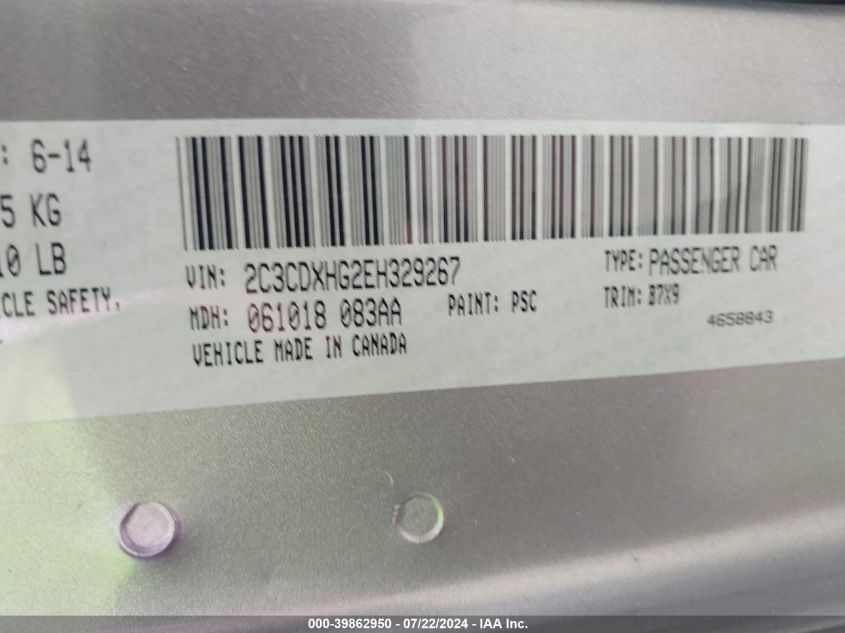 : 6-14
5 KG
10 LB
CLE SAFETY,
VIN: 2C3CDXHG2EH329267
TYPE: PASSENGER CAR
MDH: 061018 083AA
PAINT: PSC
TRIM: B7X9
4658843
VEHICLE MADE IN CANADA
000-39862950 - 07/22/2024 - IAA Inc.